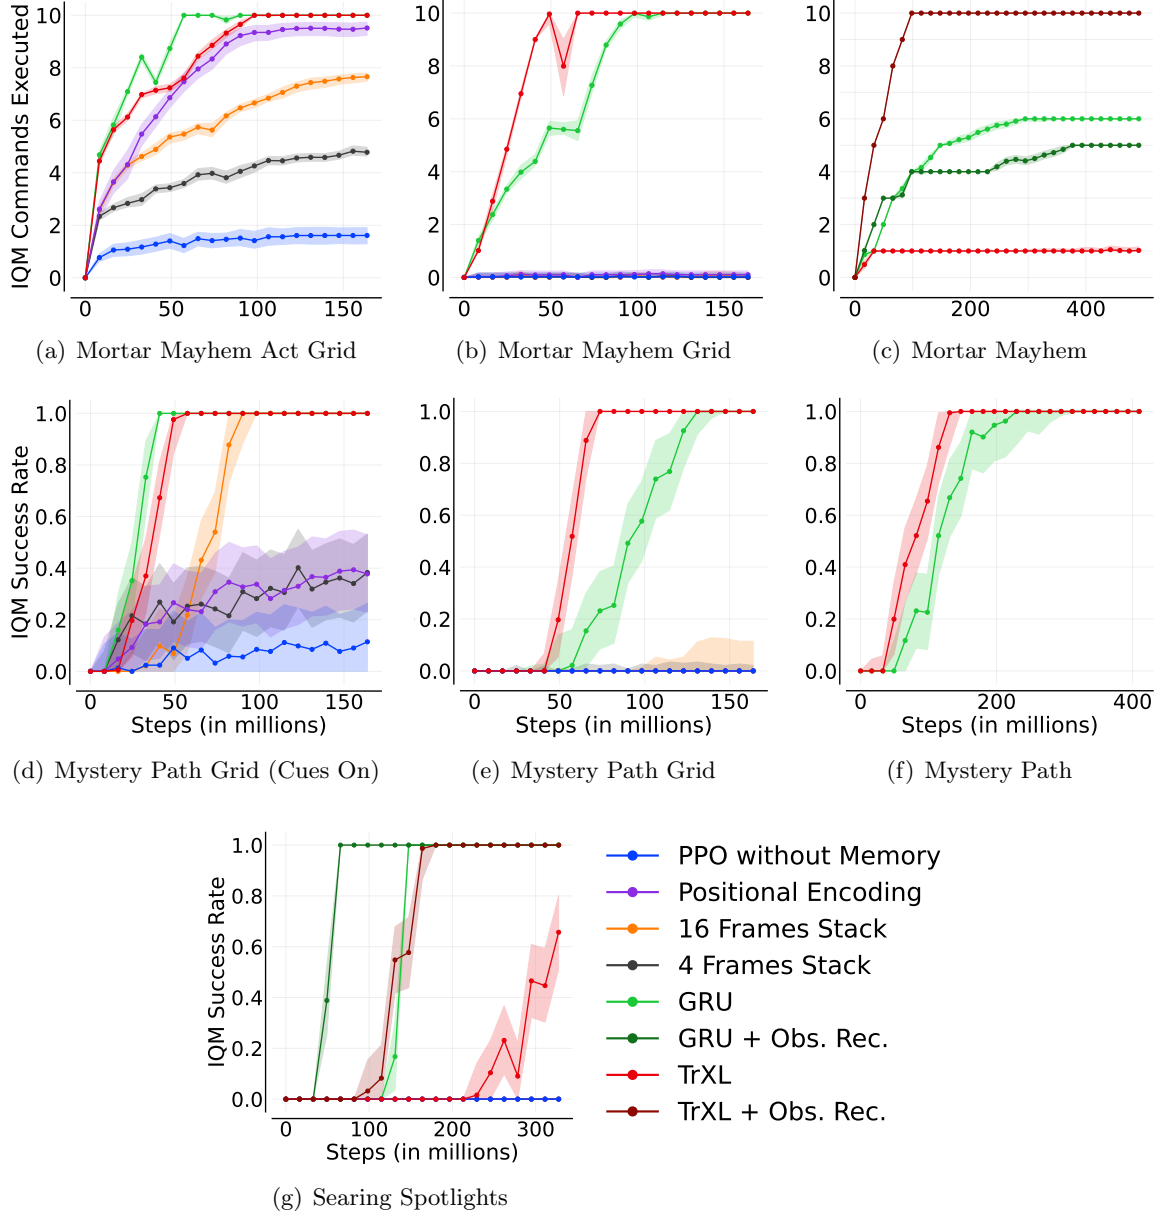 IQM Commands Executed
10
8
6
4
2
0
0 50 100 150
(a) Mortar Mayhem Act Grid
10
8
6
4
2
0
0 50 100 150
(b) Mortar Mayhem Grid
10
8
6
4
2
0
0 200 400
(c) Mortar Mayhem
IQM Success Rate
1.0
0.8
0.6
0.4
0.2
0.0
0 50 100 150
Steps (in millions)
(d) Mystery Path Grid (Cues On)
1.0
0.8
0.6
0.4
0.2
0.0
0 50 100 150
Steps (in millions)
(e) Mystery Path Grid
1.0
0.8
0.6
0.4
0.2
0.0
0 200 400
Steps (in millions)
(f) Mystery Path
IQM Success Rate
1.0
0.8
0.6
0.4
0.2
0.0
0 100 200 300
Steps (in millions)
(g) Searing Spotlights
PPO without Memory
Positional Encoding
16 Frames Stack
4 Frames Stack
GRU
GRU + Obs. Rec.
TrXL
TrXL + Obs. Rec.